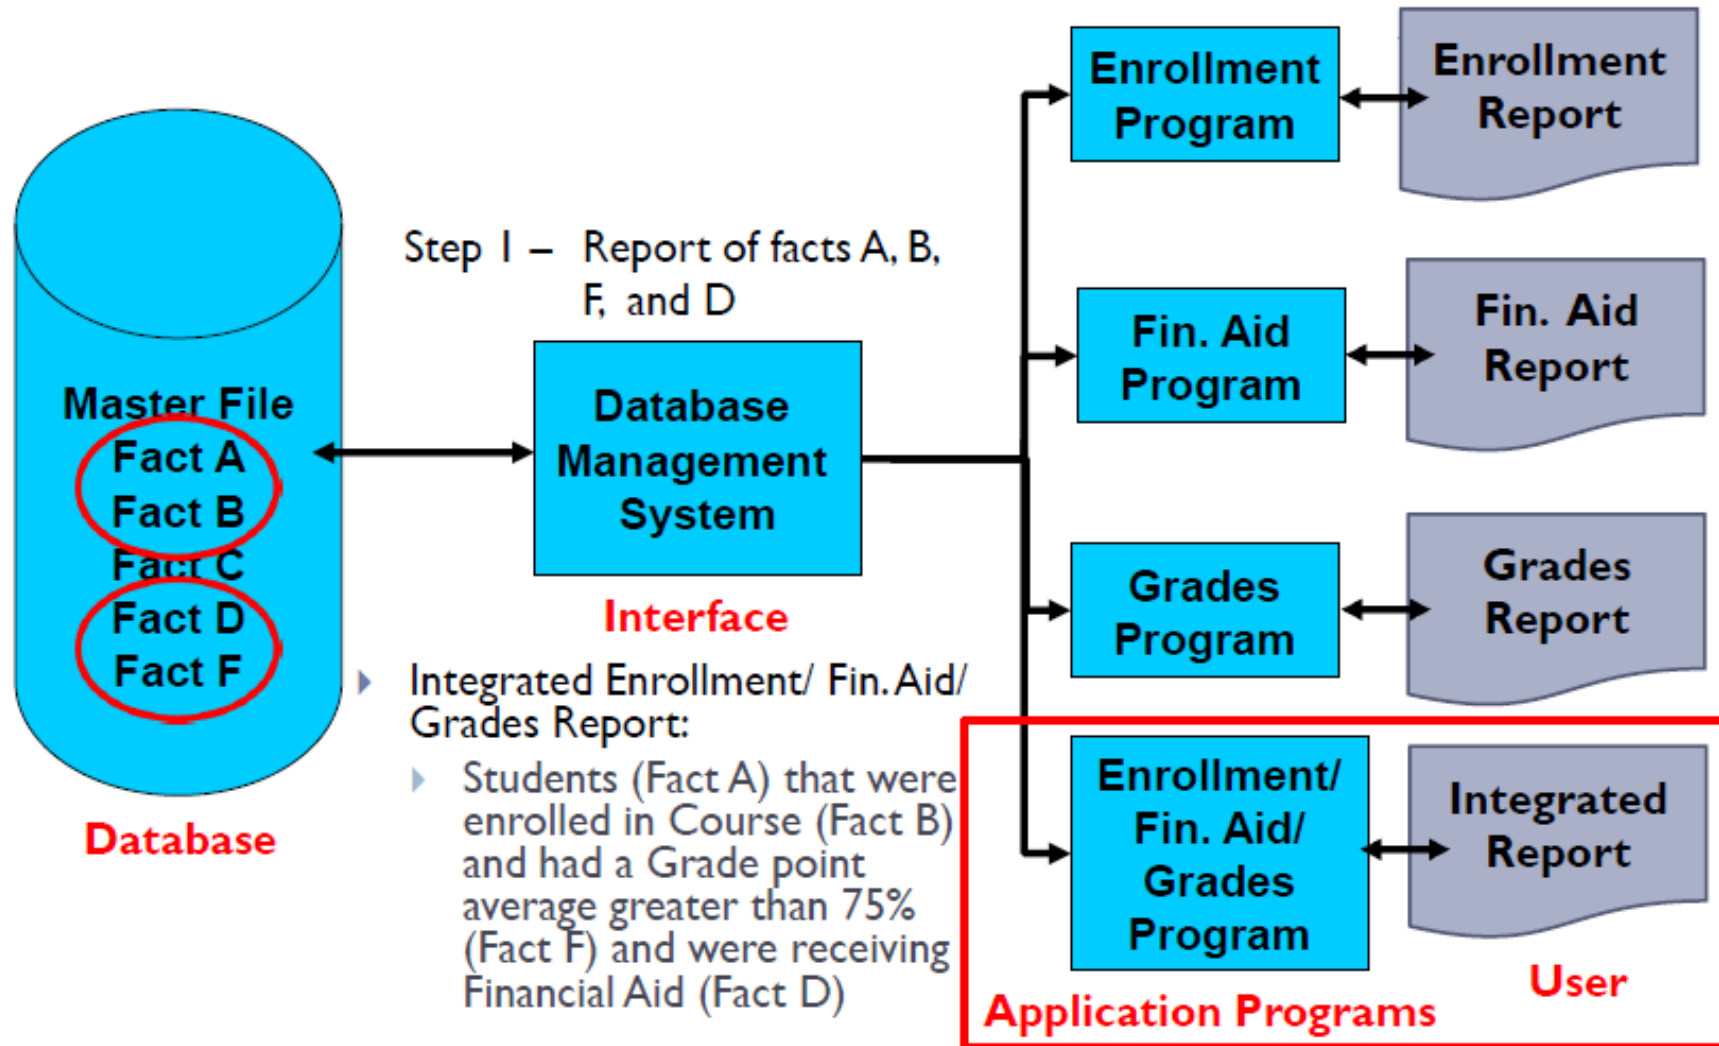 Master File
Fact A
Fact B
Fact C
Fact D
Fact F
Database
Step 1 – Report of facts A, B,
F, and D
Database
Management
System
Interface
Integrated Enrollment/ Fin. Aid/
Grades Report:
Students (Fact A) that were
enrolled in Course (Fact B)
and had a Grade point
average greater than 75%
(Fact F) and were receiving
Financial Aid (Fact D)
Enrollment
Program
Enrollment
Report
Fin. Aid
Program
Fin. Aid
Report
Grades
Program
Grades
Report
Enrollment/
Fin. Aid/
Grades
Program
Integrated
Report
Application Programs
User